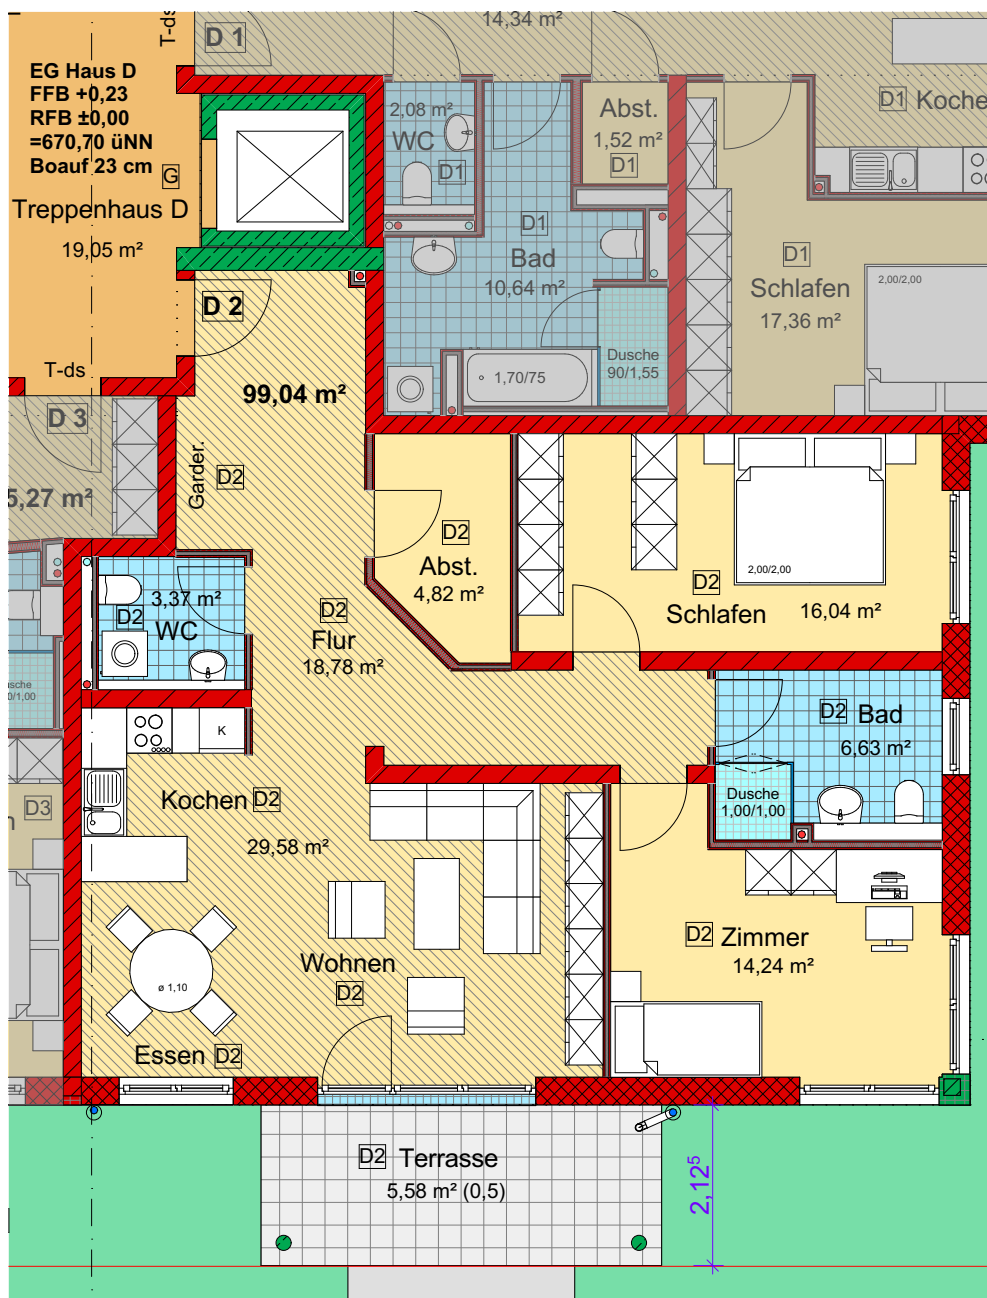 14,34 m²
T-ds
D 1
EG Haus D
FFB +0,23
RFB ±0,00
=670,70 üNN
Boauf 23 cm
G
Treppenhaus D
19,05 m²
2,08 m²
WC
D1
Abst.
1,52 m²
D1
D1
D1
Bad
10,64 m²
D1
Schlafen
17,36 m²
2,00/2,00
Dusche
90/1,55
1,70/75
D 2
T-ds
99,04 m²
D 3
5,27 m²
Garder.
D2
D2
Abst.
4,82 m²
2,00/2,00
D2
Schlafen
16,04 m²
3,37 m²
D2
WC
D2
Flur
18,78 m²
1,00
D2
Bad
6,63 m²
K
Dusche
1,00/1,00
Kochen D2
D3
29,58 m²
D2
Zimmer
14,24 m²
Wohnen
D2
ø 1,10
Essen D2
D2
Terrasse
5,58 m² (0,5)
2,12⁵